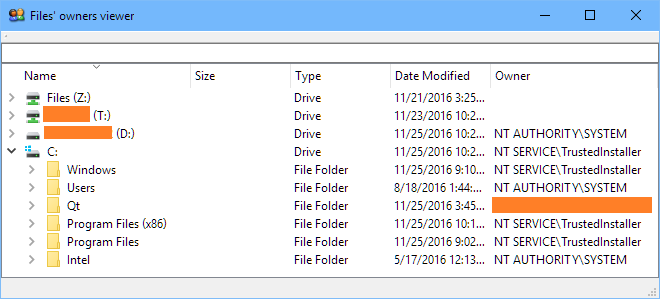 Files' owners viewer
Name Size Type Date Modified Owner
Files (Z:) Drive 11/21/2016 3:25...
(T:) Drive 11/23/2016 10:2...
(D:) Drive 11/25/2016 10:2... NT AUTHORITY\SYSTEM
C: Drive 11/25/2016 10:2... NT SERVICE\TrustedInstaller
Windows File Folder 11/25/2016 9:10... NT SERVICE\TrustedInstaller
Users File Folder 8/18/2016 1:44:... NT AUTHORITY\SYSTEM
Qt File Folder 11/25/2016 3:45...
Program Files (x86) File Folder 11/25/2016 10:1... NT SERVICE\TrustedInstaller
Program Files File Folder 11/25/2016 9:02... NT SERVICE\TrustedInstaller
Intel File Folder 5/17/2016 12:13... NT AUTHORITY\SYSTEM